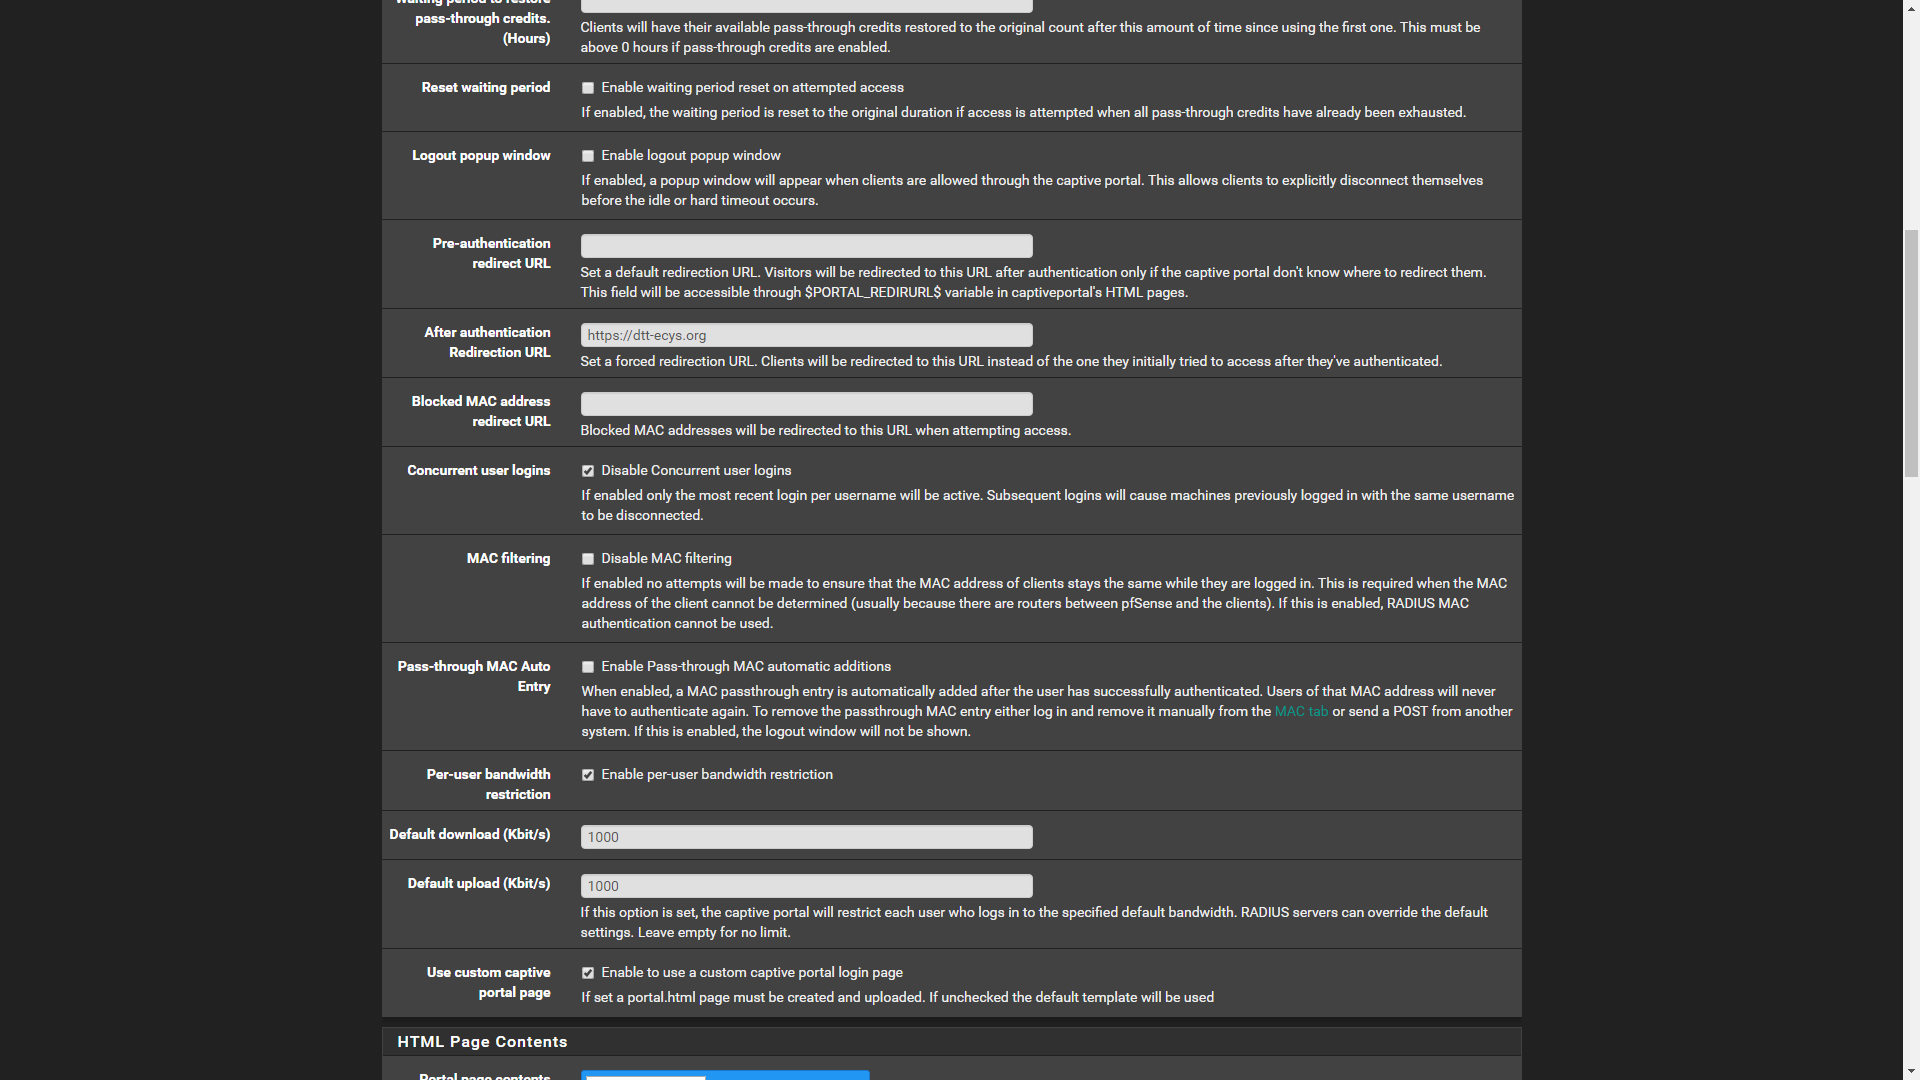 Waiting period to restore
pass-through credits.
(Hours)
Clients will have their available pass-through credits restored to the original count after this amount of time since using the first one. This must be
above 0 hours if pass-through credits are enabled.
Reset waiting period
Enable waiting period reset on attempted access
If enabled, the waiting period is reset to the original duration if access is attempted when all pass-through credits have already been exhausted.
Logout popup window
Enable logout popup window
If enabled, a popup window will appear when clients are allowed through the captive portal. This allows clients to explicitly disconnect themselves
before the idle or hard timeout occurs.
Pre-authentication
redirect URL
Set a default redirection URL. Visitors will be redirected to this URL after authentication only if the captive portal don't know where to redirect them.
This field will be accessible through $PORTAL_REDIRURL$ variable in captiveportal's HTML pages.
After authentication
Redirection URL
https://dtt-ecys.org
Set a forced redirection URL. Clients will be redirected to this URL instead of the one they initially tried to access after they've authenticated.
Blocked MAC address
redirect URL
Blocked MAC addresses will be redirected to this URL when attempting access.
Concurrent user logins
Disable Concurrent user logins
If enabled only the most recent login per username will be active. Subsequent logins will cause machines previously logged in with the same username
to be disconnected.
MAC filtering
Disable MAC filtering
If enabled no attempts will be made to ensure that the MAC address of clients stays the same while they are logged in. This is required when the MAC
address of the client cannot be determined (usually because there are routers between pfSense and the clients). If this is enabled, RADIUS MAC
authentication cannot be used.
Pass-through MAC Auto
Entry
Enable Pass-through MAC automatic additions
When enabled, a MAC passthrough entry is automatically added after the user has successfully authenticated. Users of that MAC address will never
have to authenticate again. To remove the passthrough MAC entry either log in and remove it manually from the MAC tab or send a POST from another
system. If this is enabled, the logout window will not be shown.
Per-user bandwidth
restriction
Enable per-user bandwidth restriction
Default download (Kbit/s)
1000
Default upload (Kbit/s)
1000
If this option is set, the captive portal will restrict each user who logs in to the specified default bandwidth. RADIUS servers can override the default
settings. Leave empty for no limit.
Use custom captive
portal page
Enable to use a custom captive portal login page
If set a portal.html page must be created and uploaded. If unchecked the default template will be used
HTML Page Contents
Portal page contents